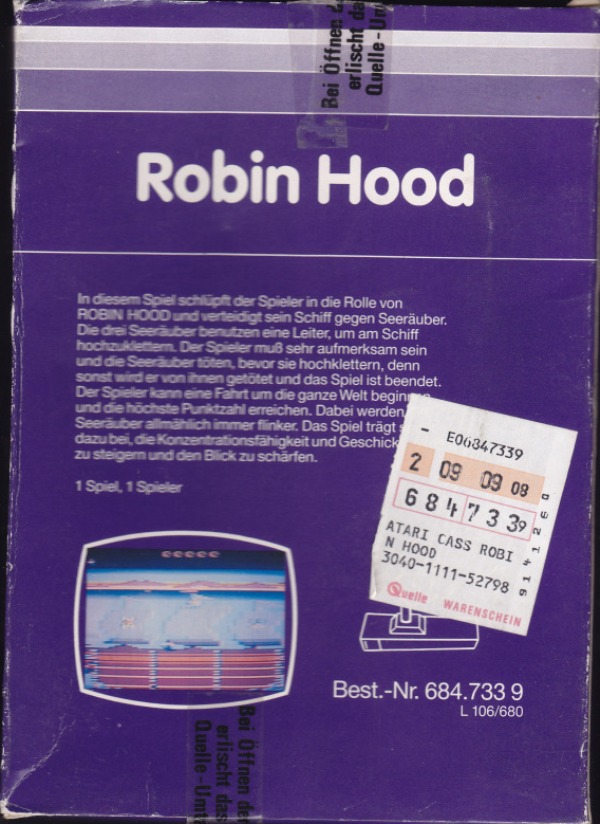 Bei Öffnen
erlischt da
Quelle-Um
Robin Hood
In diesem Spiel schlüpft der Spieler in die Rolle von
ROBIN HOOD und verteidigt sein Schiff gegen Seeräuber.
Die drei Seeräuber benutzen eine Leiter, um am Schiff
hochzuklettern. Der Spieler muß sehr aufmerksam sein
und die Seeräuber töten, bevor sie hochklettern, denn
sonst wird er von ihnen getötet und das Spiel ist beendet.
Der Spieler kann eine Fahrt um die ganze Welt
und die höchste Punktzahl erreichen. Dabei werden
Seeräuber allmählich immer flinker. Das Spiel trägt
dazu bei, die Konzentrationsfähigkeit und Geschick
zu steigern und den Blick zu schärfen.
1 Spiel, 1 Spieler
- E06847339
2 09 09 08
684 733 9
ATARI CASS ROBI
N HOOD
3040-1111-52798
Quelle WARENSCHEIN
Best.-Nr. 684.733 9
L 106/680
Bei Öffnen der
erlischt das
Quelle-Umt